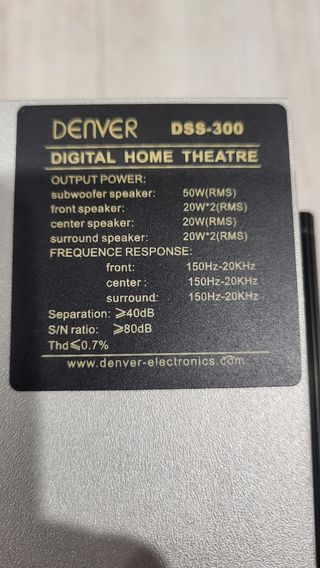 DENVER DSS-300
DIGITAL HOME THEATRE
OUTPUT POWER:
subwoofer speaker: 50W(RMS)
front speaker: 20W*2(RMS)
center speaker: 20W(RMS)
surround speaker: 20W*2(RMS)
FREQUENCE RESPONSE:
front: 150Hz-20KHz
center : 150Hz-20KHz
surround: 150Hz-20KHz
Separation: ⩾40dB
S/N ratio: ⩾80dB
Thd⩽0.7%
www.denver-electronics.com